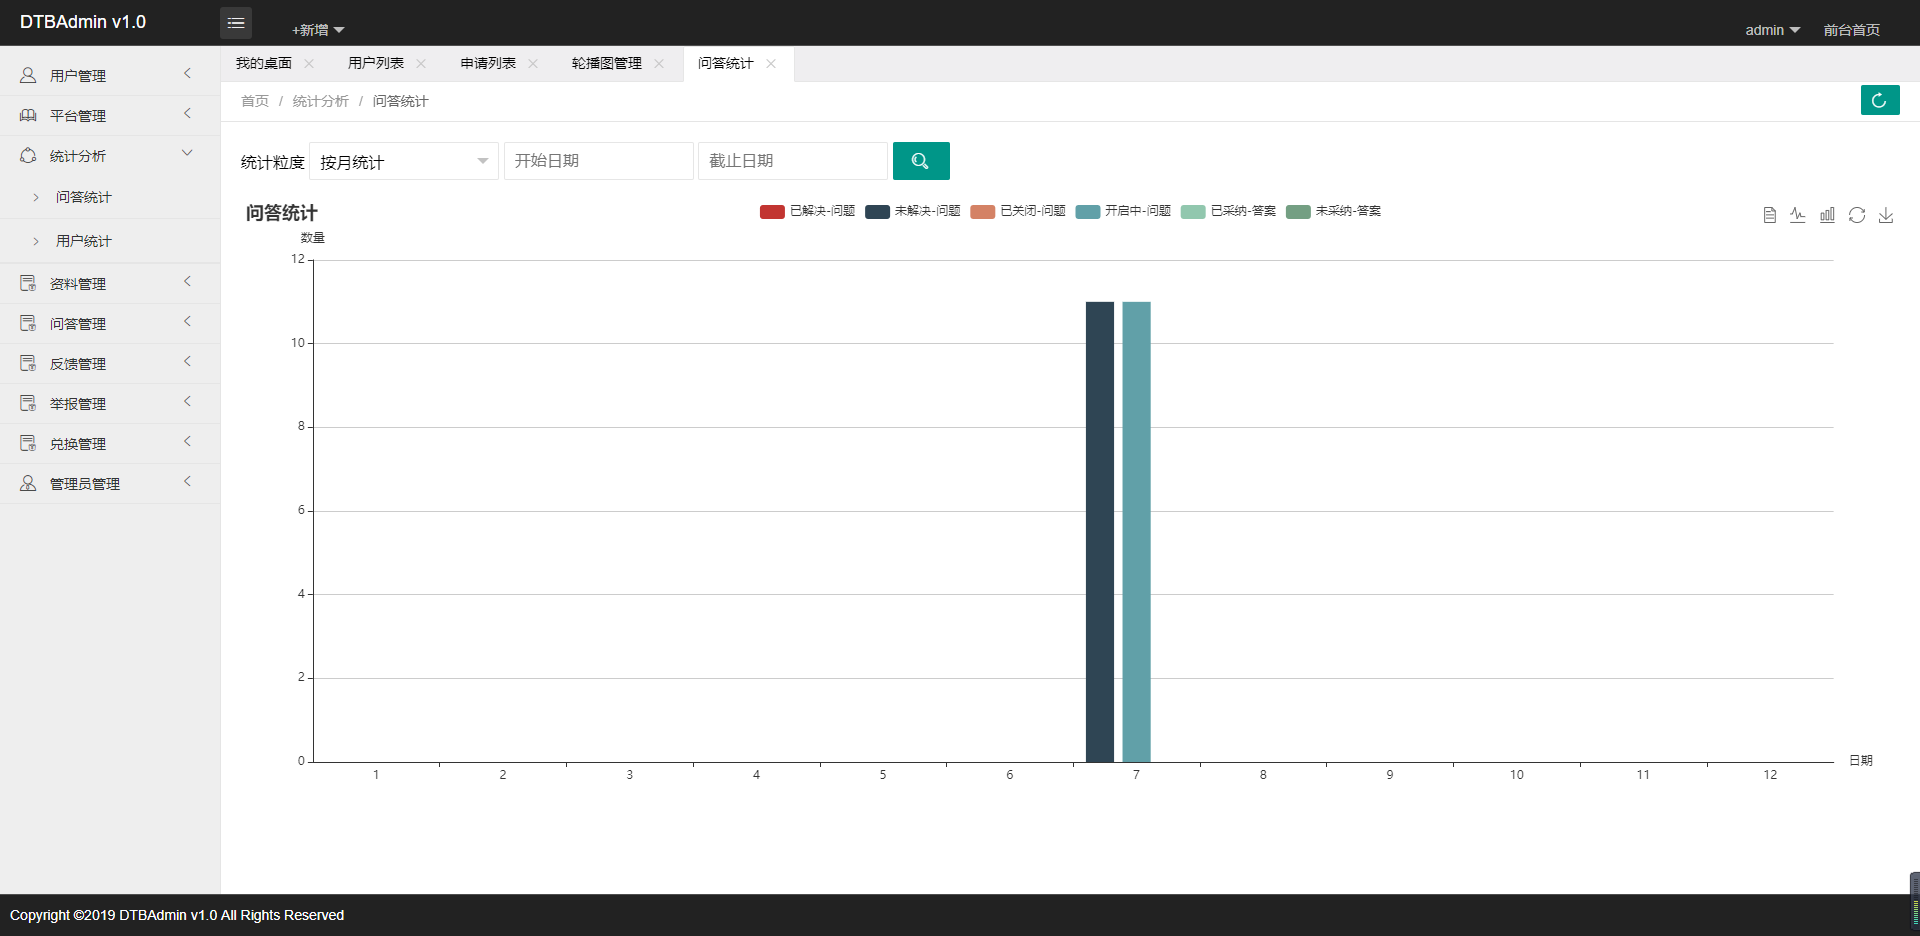 DTBAdmin v1.0
+新增
admin
前台首页
用户管理
平台管理
统计分析
问答统计
用户统计
资料管理
问答管理
反馈管理
举报管理
兑换管理
管理员管理
我的桌面
用户列表
申请列表
轮播图管理
问答统计
首页 / 统计分析 / 问答统计
统计粒度 按月统计 开始日期 截止日期
问答统计
已解决-问题 未解决-问题 已关闭-问题 开启中-问题 已采纳-答案 未采纳-答案
数量
12
10
8
6
4
2
0
1 2 3 4 5 6 7 8 9 10 11 12
日期
Copyright ©2019 DTBAdmin v1.0 All Rights Reserved